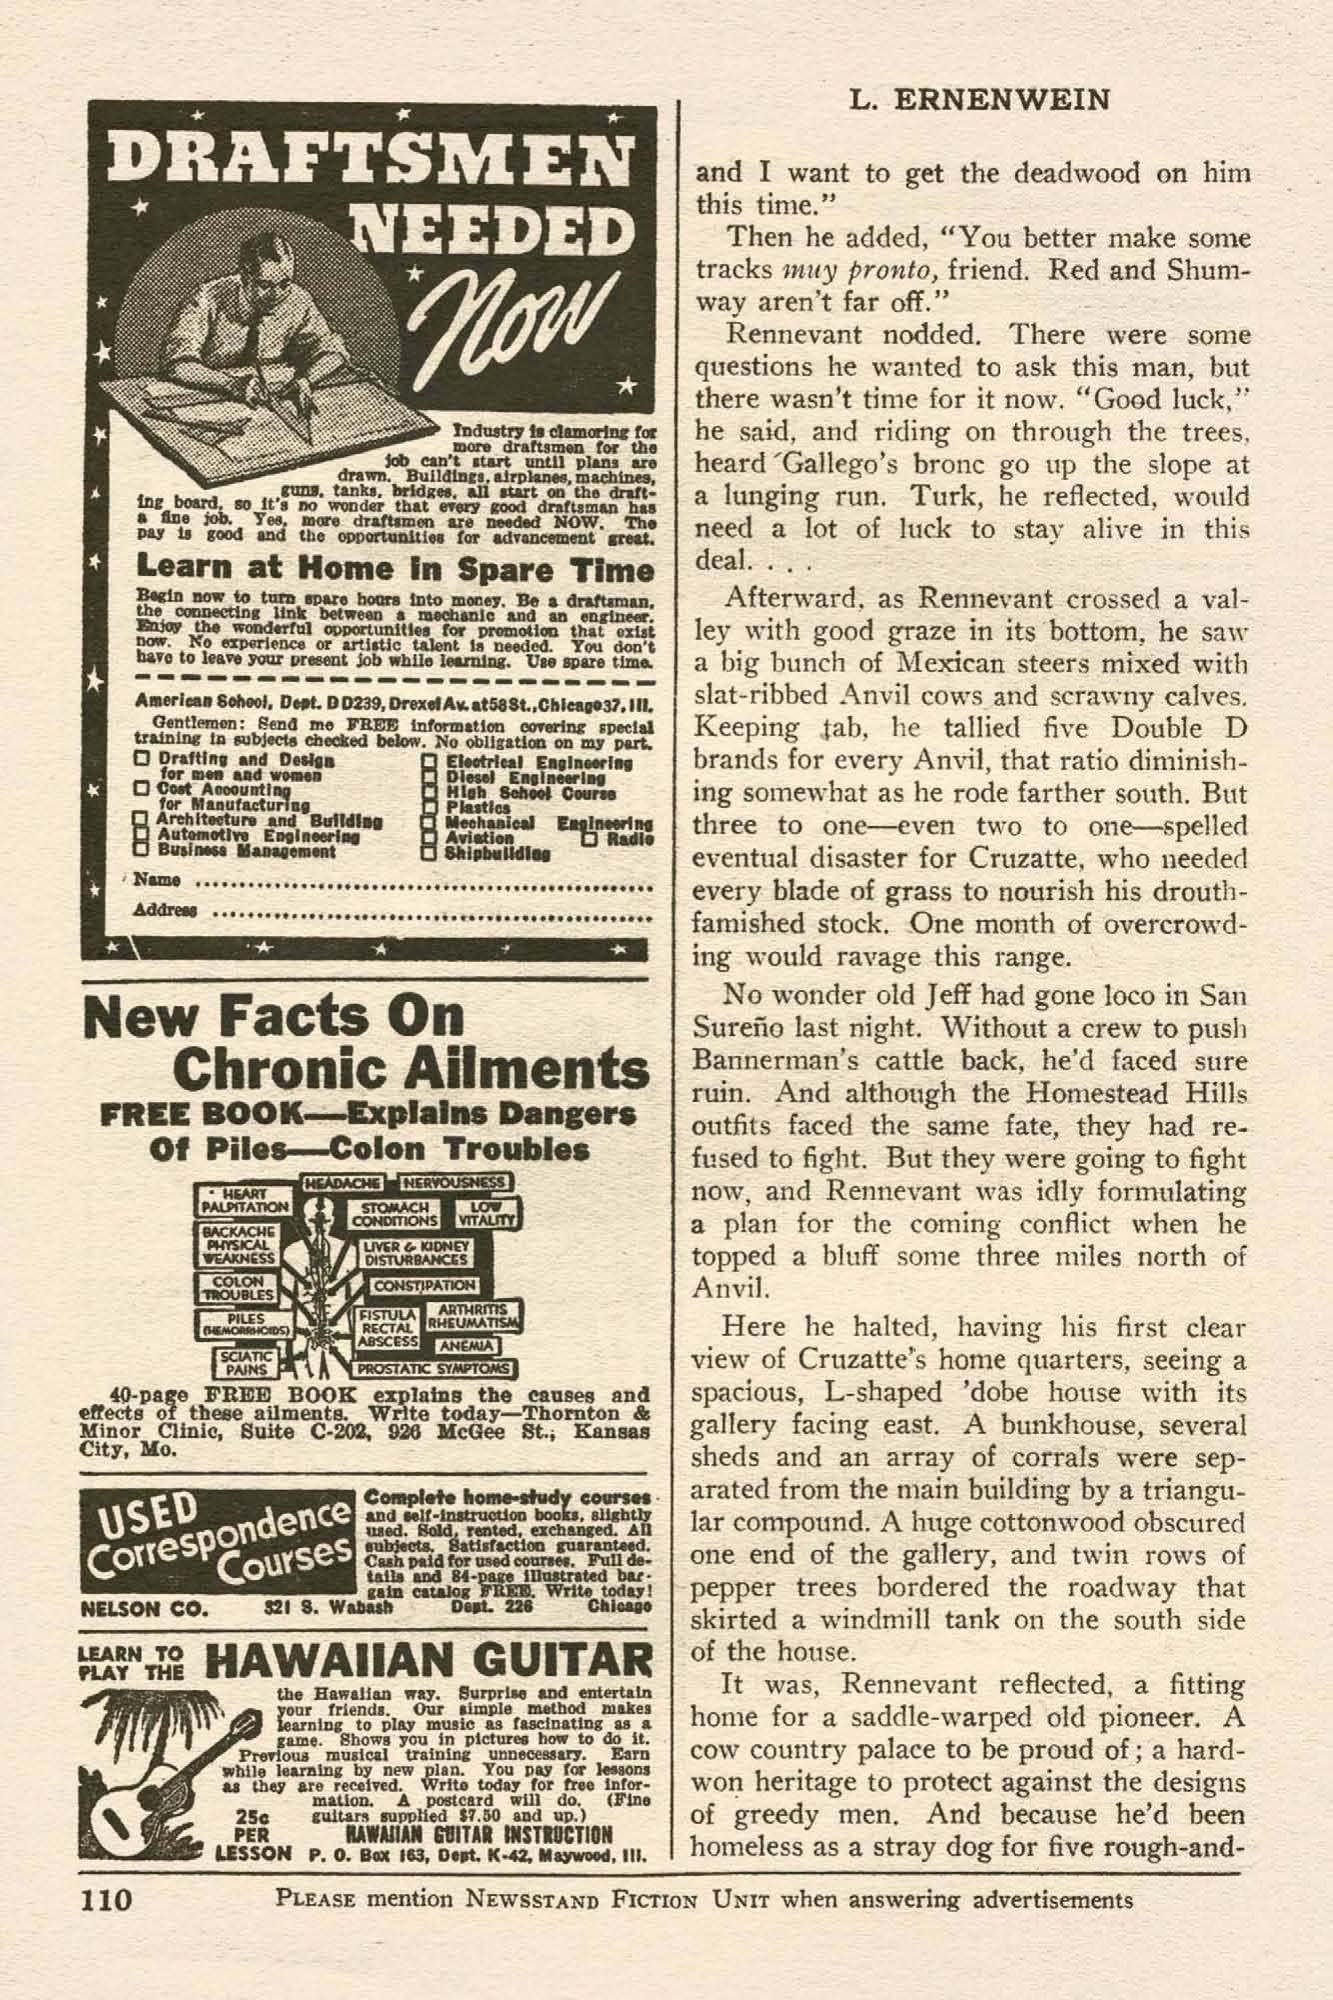 DRAFTSMEN
NEEDED
Now
Industry is clamoring for
more draftsmen for the
job can't start until plans are
drawn. Buildings, airplanes, machines,
guns, tanks, bridges, all start on the draft-
ing board, so it's no wonder that every good draftsman has
a fine job. Yes, more draftsmen are needed NOW. The
pay is good and the opportunities for advancement great.
Learn at Home in Spare Time
Begin now to turn spare hours into money. Be a draftsman,
the connecting link between a mechanic and an engineer.
Enjoy the wonderful opportunities for promotion that exist
now. No experience or artistic talent is needed. You don't
have to leave your present job while learning. Use spare time.
American School, Dept. DD239, Drexel Av. at 58 St., Chicago 37, Ill.
Gentlemen: Send me FREE information covering special
training in subjects checked below. No obligation on my part.
Drafting and Design
for men and women
Cost Accounting
for Manufacturing
Architecture and Building
Automotive Engineering
Business Management
Electrical Engineering
Diesel Engineering
High School Course
Plastics
Mechanical Engineering
Aviation Radio
Shipbuilding
Name
Address
New Facts On
Chronic Ailments
FREE BOOK—Explains Dangers
Of Piles—Colon Troubles
HEADACHE NERVOUSNESS
HEART
PALPITATION
STOMACH
CONDITIONS
LOW
VITALITY
BACKACHE
PHYSICAL
WEAKNESS
LIVER & KIDNEY
DISTURBANCES
COLON
TROUBLES
CONSTIPATION
PILES
(HEMORRHOIDS)
FISTULA
RECTAL
ABSCESS
ARTHRITIS
RHEUMATISM
ANEMIA
SCIATIC
PAINS
PROSTATIC SYMPTOMS
40-page FREE BOOK explains the causes and
effects of these ailments. Write today—Thornton &
Minor Clinic, Suite C-202, 926 McGee St., Kansas
City, Mo.
USED
Correspondence
Courses
Complete home-study courses
and self-instruction books, slightly
used. Sold, rented, exchanged. All
subjects. Satisfaction guaranteed.
Cash paid for used courses. Full de-
tails and 84-page illustrated bar-
gain catalog FREE. Write today!
NELSON CO. 321 S. Wabash Dept. 226 Chicago
LEARN TO
PLAY THE
HAWAIIAN GUITAR
the Hawaiian way. Surprise and entertain
your friends. Our simple method makes
learning to play music as fascinating as a
game. Shows you in pictures how to do it.
Previous musical training unnecessary. Earn
while learning by new plan. You pay for lessons
as they are received. Write today for free infor-
mation. A postcard will do. (Fine
guitars supplied $7.50 and up.)
25c
PER
LESSON
HAWAIIAN GUITAR INSTRUCTION
P. O. Box 163, Dept. K-42, Maywood, Ill.
L. ERNENWEIN
and I want to get the deadwood on him
this time.”
Then he added, “You better make some
tracks muy pronto, friend. Red and Shum-
way aren't far off.”
Rennevant nodded. There were some
questions he wanted to ask this man, but
there wasn't time for it now. “Good luck,”
he said, and riding on through the trees,
heard Gallego's bronc go up the slope at
a lunging run. Turk, he reflected, would
need a lot of luck to stay alive in this
deal. . . .
Afterward, as Rennevant crossed a val-
ley with good graze in its bottom, he saw
a big bunch of Mexican steers mixed with
slat-ribbed Anvil cows and scrawny calves.
Keeping tab, he tallied five Double D
brands for every Anvil, that ratio diminish-
ing somewhat as he rode farther south. But
three to one—even two to one—spelled
eventual disaster for Cruzatte, who needed
every blade of grass to nourish his drouth-
famished stock. One month of overcrowd-
ing would ravage this range.
No wonder old Jeff had gone loco in San
Sureño last night. Without a crew to push
Bannerman's cattle back, he'd faced sure
ruin. And although the Homestead Hills
outfits faced the same fate, they had re-
fused to fight. But they were going to fight
now, and Rennevant was idly formulating
a plan for the coming conflict when he
topped a bluff some three miles north of
Anvil.
Here he halted, having his first clear
view of Cruzatte's home quarters, seeing a
spacious, L-shaped 'dobe house with its
gallery facing east. A bunkhouse, several
sheds and an array of corrals were sep-
arated from the main building by a triangu-
lar compound. A huge cottonwood obscured
one end of the gallery, and twin rows of
pepper trees bordered the roadway that
skirted a windmill tank on the south side
of the house.
It was, Rennevant reflected, a fitting
home for a saddle-warped old pioneer. A
cow country palace to be proud of; a hard-
won heritage to protect against the designs
of greedy men. And because he'd been
homeless as a stray dog for five rough-and-
110 PLEASE mention NEWSSTAND FICTION UNIT when answering advertisements